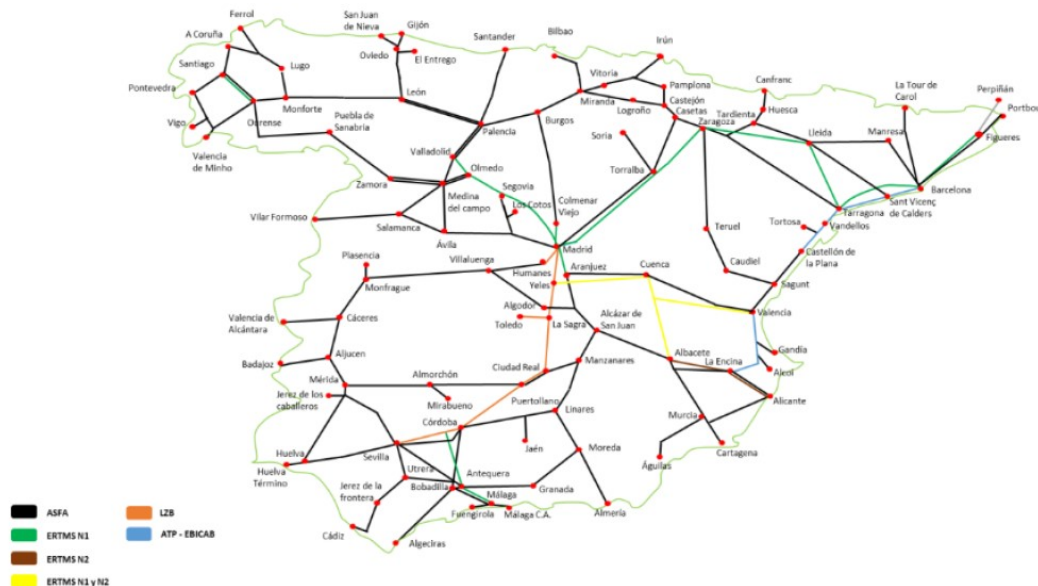 Ferrol
A Coruña
Santiago
Lugo
Pontevedra
Vigo
Ourense
Monforte
Valencia
de Minho
San Juan
de Nieva
Gijón
Oviedo
El Entrego
León
Santander
Bilbao
Irún
Vitoria
Pamplona
Miranda
Logroño
Castejón
Casetas
Canfranc
Huesca
Tardienta
Zaragoza
Lleida
Manresa
La Tour de
Carol
Perpiñán
Portbou
Figueres
Barcelona
Sant Vicenç
de Calders
Tarragona
Vandellos
Tortosa
Castellón de
la Plana
Puebla de
Sanabria
Palencia
Burgos
Soria
Valladolid
Olmedo
Torralba
Zamora
Medina
del campo
Segovia
Los Cotos
Colmenar
Viejo
Vilar Formoso
Salamanca
Ávila
Madrid
Teruel
Caudiel
Sagunt
Plasencia
Villaluenga
Humanes
Aranjuez
Cuenca
Yeles
Monfrague
Algodor
Toledo
La Sagra
Alcázar de
San Juan
Valencia
Valencia de
Alcántara
Cáceres
Gandía
Alcoi
Badajoz
Aljucen
Albacete
La Encina
Ciudad Real
Manzanares
Mérida
Almorchón
Mirabueno
Puertollano
Alicante
Jerez de los
caballeros
Linares
Murcia
Córdoba
Jaén
Moreda
Cartagena
Águilas
Huelva
Sevilla
Huelva
Término
Utrera
Antequera
Bobadilla
Granada
Jerez de la
frontera
Málaga
Fuengirola
Málaga C.A.
Almería
Cádiz
Algeciras
ASFA
LZB
ERTMS N1
ATP - EBICAB
ERTMS N2
ERTMS N1 y N2